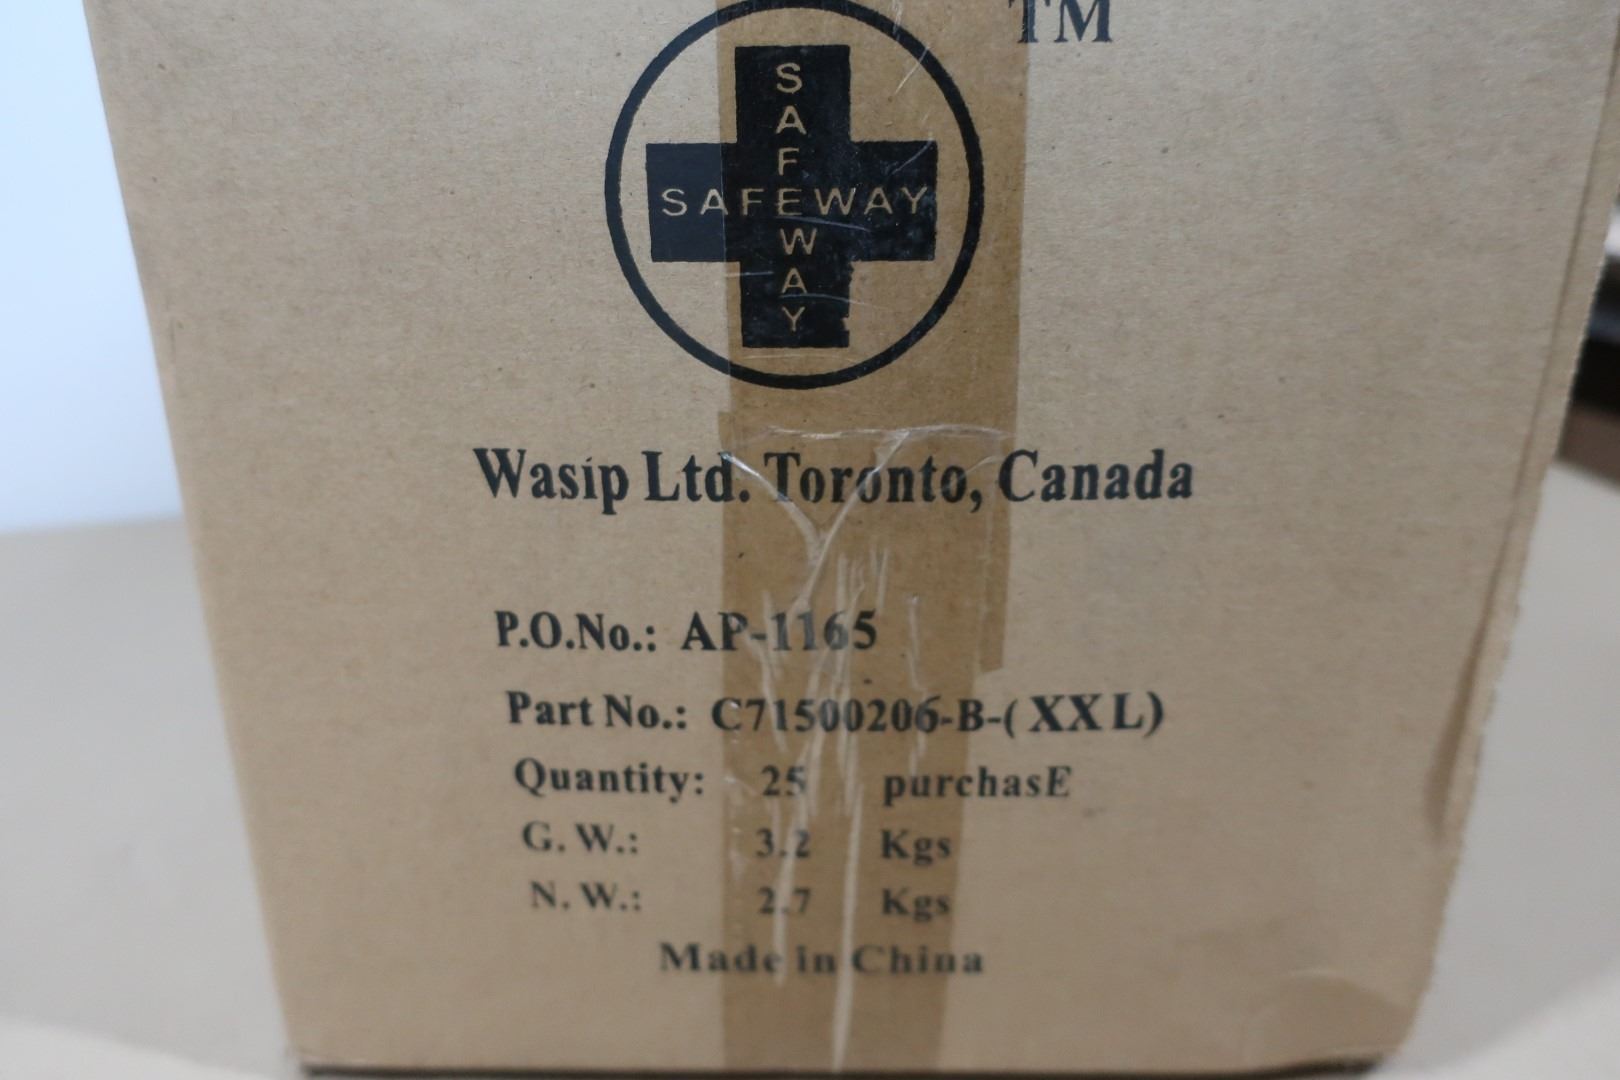 TM
SAFEWAY
SAFEWAY
Wasip Ltd. Toronto, Canada
P.O.No.: AP-1165
Part No.: C71500206-B-(XXL)
Quantity: 25 purchasE
G. W.: 3.2 Kgs
N. W.: 2.7 Kgs
Made in China